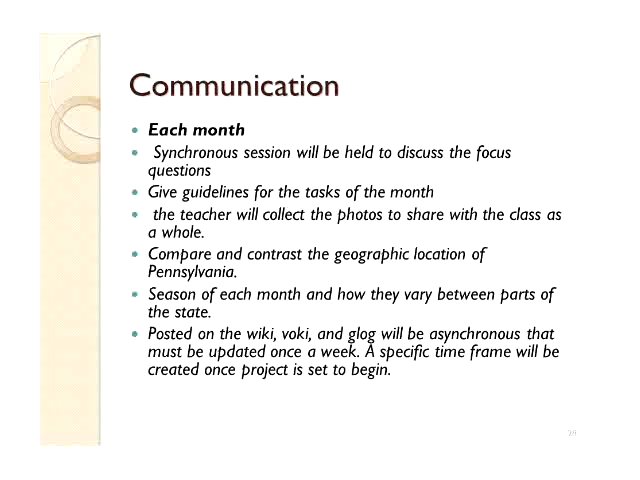 Communication
• Each month
• Synchronous session will be held to discuss the focus
questions
• Give guidelines for the tasks of the month
• the teacher will collect the photos to share with the class as
a whole.
• Compare and contrast the geographic location of
Pennsylvania.
• Season of each month and how they vary between parts of
the state.
• Posted on the wiki, voki, and glog will be asynchronous that
must be updated once a week. A specific time frame will be
created once project is set to begin.